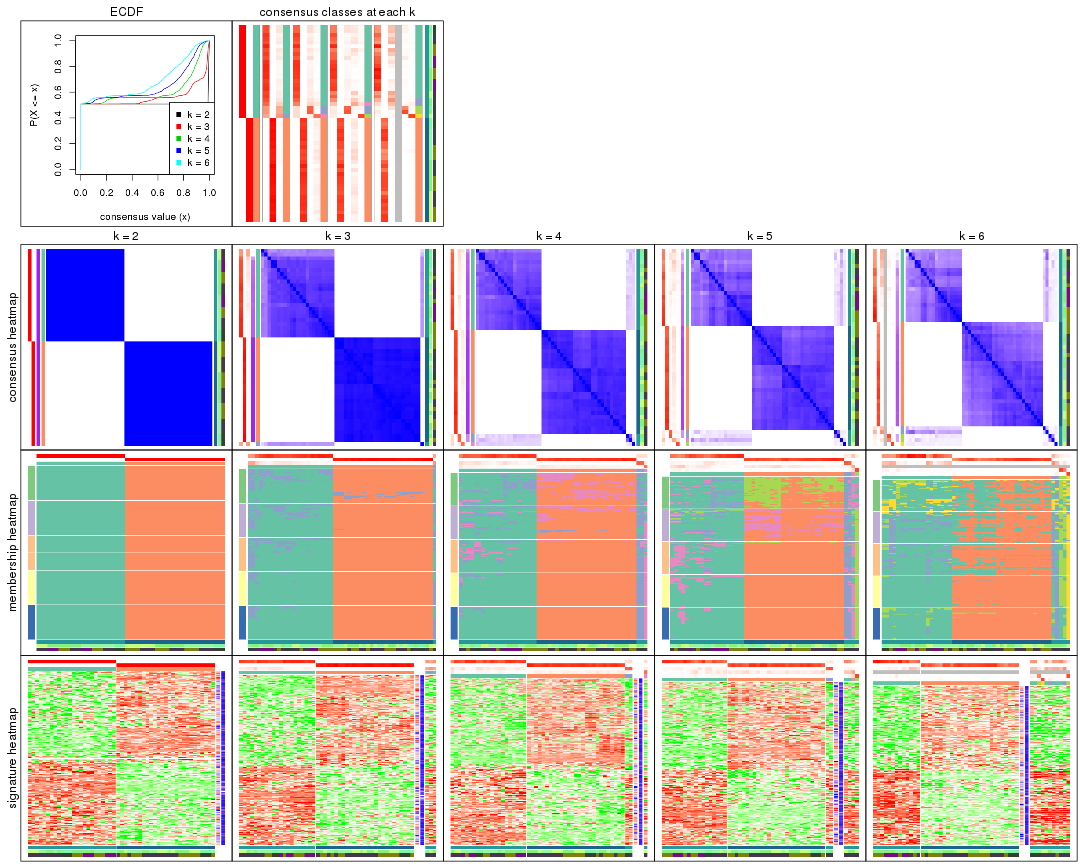 ECDF
consensus classes at each k
P(X <= x)
1.0
0.8
0.6
0.4
0.2
0.0
k = 2
k = 3
k = 4
k = 5
k = 6
0.0 0.2 0.4 0.6 0.8 1.0
consensus value (x)
k = 2 k = 3 k = 4 k = 5 k = 6
consensus heatmap
membership heatmap
signature heatmap